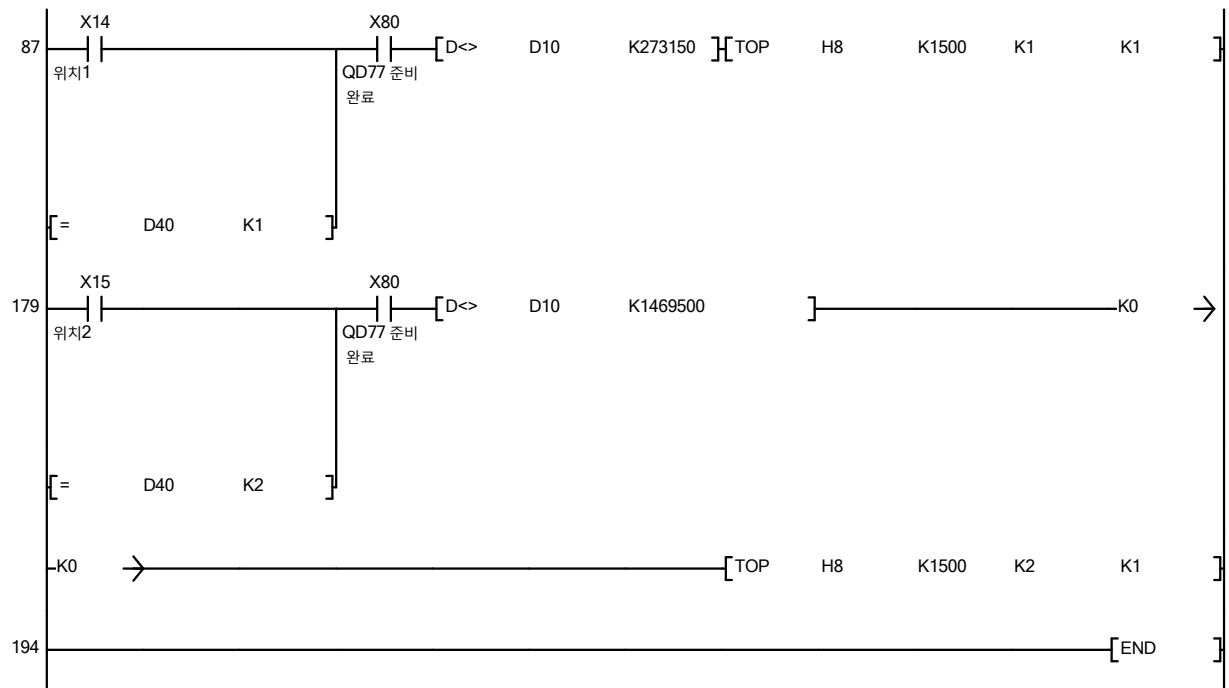 X14 X80
87 [D<> D10 K273150 ] [TOP H8 K1500 K1 K1 ]
위치1 QD77 준비
완료
[= D40 K1 ]
X15 X80
179 [D<> D10 K1469500 ] K0
위치2 QD77 준비
완료
[= D40 K2 ]
K0 [TOP H8 K1500 K2 K1 ]
194 [END ]